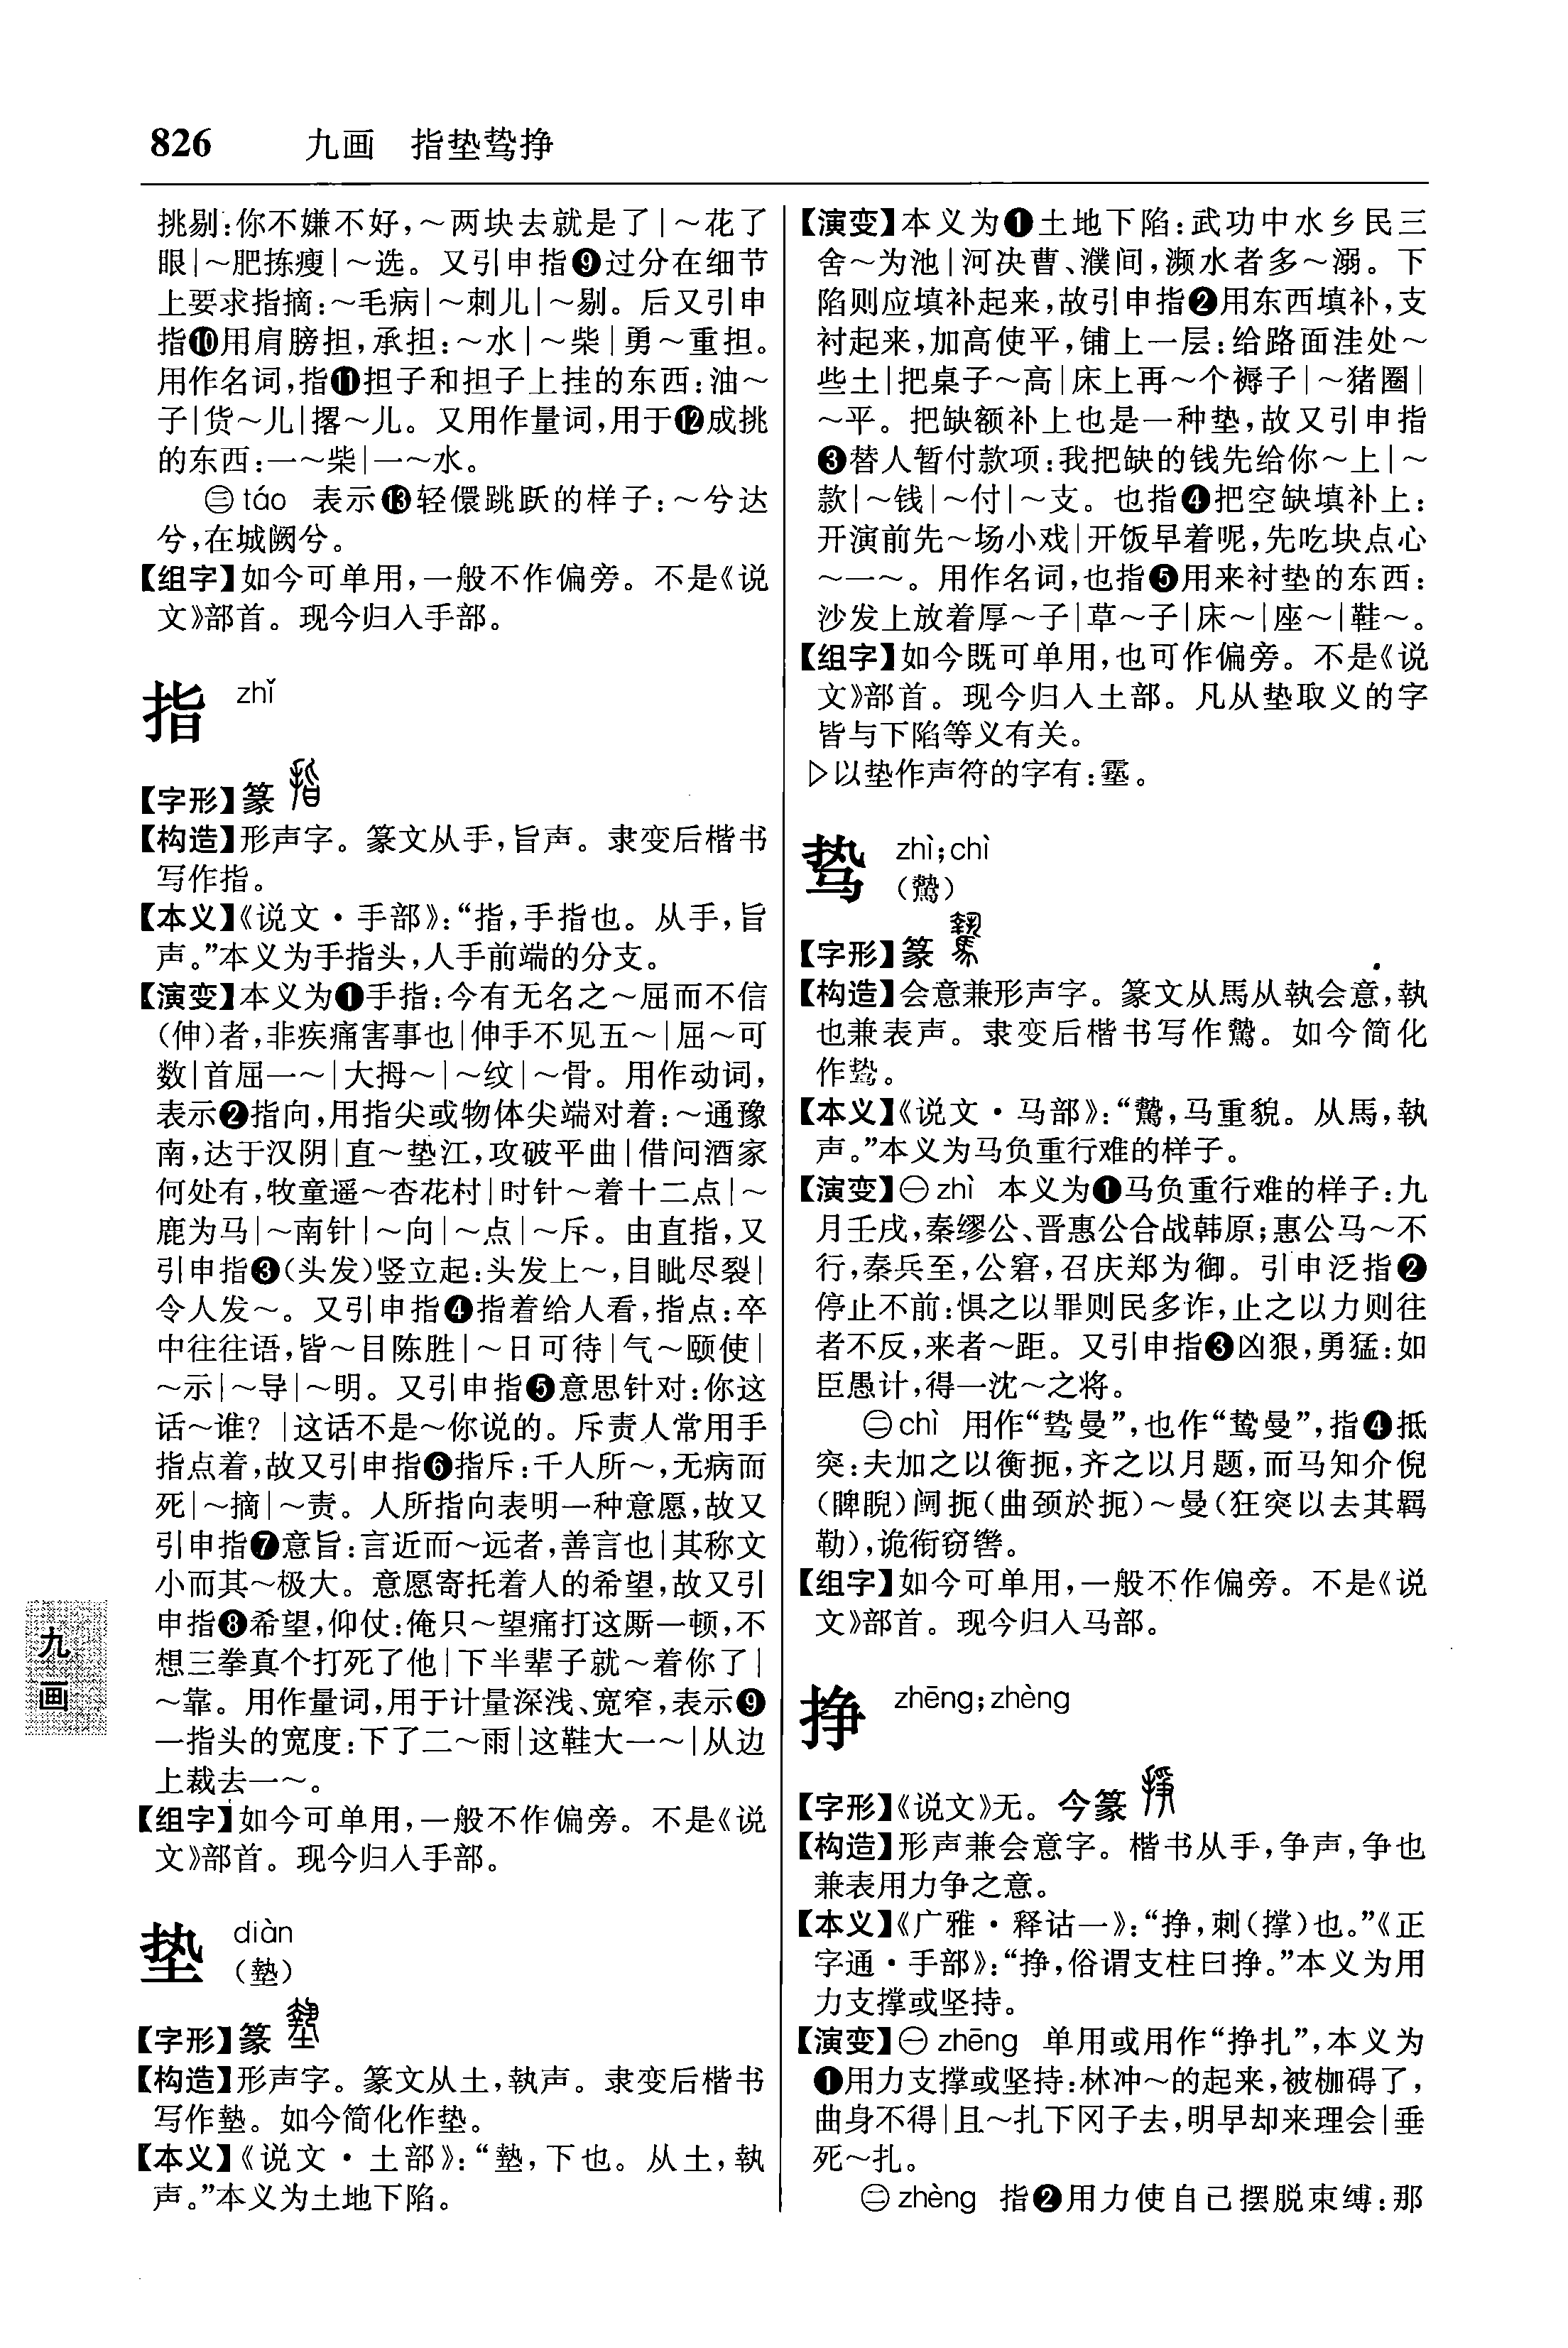 826 九画 指垫骘挣
挑剔:你不嫌不好,～两块去就是了|～花了
眼|～肥拣瘦|～选。又引申指❾过分在细节
上要求指摘:～毛病|～刺儿|～剔。后又引申
指❿用肩膀担,承担:～水|～柴|勇～重担。
用作名词,指⓫担子和担子上挂的东西:油～
子|货～儿|撂～儿。又用作量词,用于⓬成挑
的东西:一～柴|一～水。
㊂táo 表示⓭轻儇跳跃的样子:～兮达
兮,在城阙兮。
【组字】如今可单用,一般不作偏旁。不是《说
文》部首。现今归入手部。
指 zhǐ
【字形】篆
【构造】形声字。篆文从手,旨声。隶变后楷书
写作指。
【本义】《说文·手部》:“指,手指也。从手,旨
声。”本义为手指头,人手前端的分支。
【演变】本义为❶手指:今有无名之～屈而不信
(伸)者,非疾痛害事也|伸手不见五～|屈～可
数|首屈一～|大拇～|～纹|～骨。用作动词,
表示❷指向,用指尖或物体尖端对着:～通豫
南,达于汉阴|直～垫江,攻破平曲|借问酒家
何处有,牧童遥～杏花村|时针～着十二点|～
鹿为马|～南针|～向|～点|～斥。由直指,又
引申指❸(头发)竖立起:头发上～,目眦尽裂|
令人发～。又引申指❹指着给人看,指点:卒
中往往语,皆～目陈胜|～日可待|气～颐使|
～示|～导|～明。又引申指❺意思针对:你这
话～谁?|这话不是～你说的。斥责人常用手
指点着,故又引申指❻指斥:千人所～,无病而
死|～摘|～责。人所指向表明一种意愿,故又
引申指❼意旨:言近而～远者,善言也|其称文
小而其～极大。意愿寄托着人的希望,故又引
申指❽希望,仰仗:俺只～望痛打这厮一顿,不
想三拳真个打死了他|下半辈子就～着你了|
～靠。用作量词,用于计量深浅、宽窄,表示❾
一指头的宽度:下了二～雨|这鞋大一～|从边
上裁去一～。
【组字】如今可单用,一般不作偏旁。不是《说
文》部首。现今归入手部。
垫 diàn
(墊)
【字形】篆
【构造】形声字。篆文从土,執声。隶变后楷书
写作墊。如今简化作垫。
【本义】《说文·土部》:“墊,下也。从土,執
声。”本义为土地下陷。
【演变】本义为❶土地下陷:武功中水乡民三
舍～为池|河决曹、濮间,濒水者多～溺。下
陷则应填补起来,故引申指❷用东西填补,支
衬起来,加高使平,铺上一层:给路面洼处～
些土|把桌子～高|床上再～个褥子|～猪圈|
～平。把缺额补上也是一种垫,故又引申指
❸替人暂付款项:我把缺的钱先给你～上|～
款|～钱|～付|～支。也指❹把空缺填补上:
开演前先～场小戏|开饭早着呢,先吃块点心
～一～。用作名词,也指❺用来衬垫的东西:
沙发上放着厚～子|草～子|床～|座～|鞋～。
【组字】如今既可单用,也可作偏旁。不是《说
文》部首。现今归入土部。凡从垫取义的字
皆与下陷等义有关。
▷以垫作声符的字有:霯。
䥺 zhì;chì
(騺)
【字形】篆
【构造】会意兼形声字。篆文从馬从執会意,執
也兼表声。隶变后楷书写作騺。如今简化
作。
【本义】《说文·马部》:“騺,马重貌。从馬,執
声。”本义为马负重行难的样子。
【演变】㊀zhì 本义为❶马负重行难的样子:九
月壬戌,秦缪公、晋惠公合战韩原;惠公马～不
行,秦兵至,公窘,召庆郑为御。引申泛指❷
停止不前:惧之以罪则民多诈,止之以力则往
者不反,来者～距。又引申指❸凶狠,勇猛:如
臣愚计,得一沈～之将。
㊁chì 用作“曼”,也作“鸷曼”,指❹抵
突:夫加之以衡扼,齐之以月题,而马知介倪
(睥睨)闉扼(曲颈於扼)～曼(狂突以去其羁
勒),诡衔窃辔。
【组字】如今可单用,一般不作偏旁。不是《说
文》部首。现今归入马部。
挣 zhēng;zhèng
【字形】《说文》无。今篆
【构造】形声兼会意字。楷书从手,争声,争也
兼表用力争之意。
【本义】《广雅·释诂一》:“挣,刺(撑)也。”《正
字通·手部》:“挣,俗谓支柱曰挣。”本义为用
力支撑或坚持。
【演变】㊀zhēng 单用或用作“挣扎”,本义为
❶用力支撑或坚持:林冲～的起来,被枷碍了,
曲身不得|且～扎下冈子去,明早却来理会|垂
死～扎。
㊁zhèng 指❷用力使自己摆脱束缚:那
九画